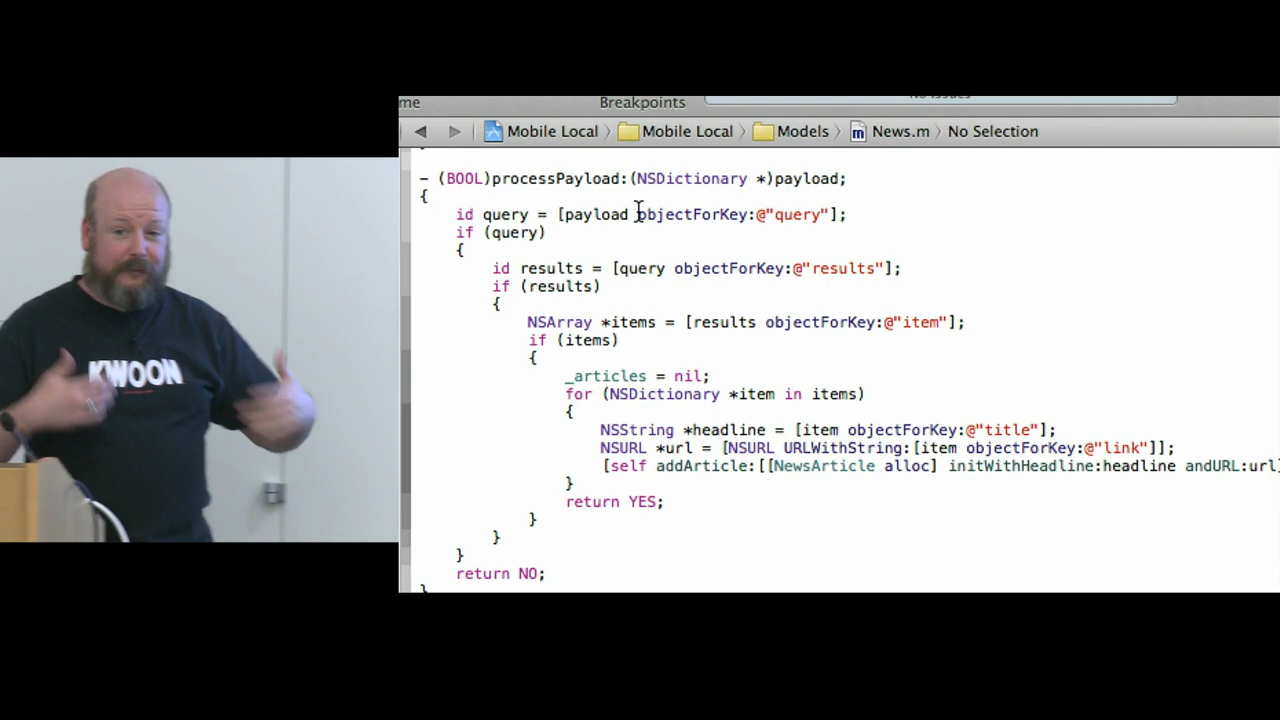 KWOON
me
Breakpoints
No Issues
Mobile Local
Mobile Local
Models
m
News.m
No Selection
- (BOOL)processPayload:(NSDictionary *)payload;
{
id query = [payload objectForKey:@"query"];
if (query)
{
id results = [query objectForKey:@"results"];
if (results)
{
NSArray *items = [results objectForKey:@"item"];
if (items)
{
_articles = nil;
for (NSDictionary *item in items)
{
NSString *headline = [item objectForKey:@"title"];
NSURL *url = [NSURL URLWithString:[item objectForKey:@"link"]];
[self addArticle:[[NewsArticle alloc] initWithHeadline:headline andURL:url]
}
return YES;
}
}
}
return NO;
}